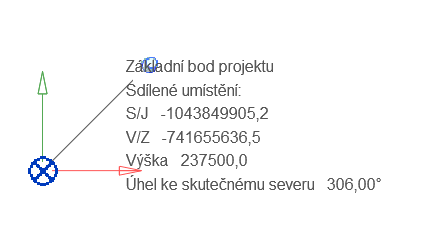 Základní bod projektu
Sdílené umístění:
S/J -1043849905,2
V/Z -741655636,5
Výška 237500,0
Úhel ke skutečnému severu 306,00°